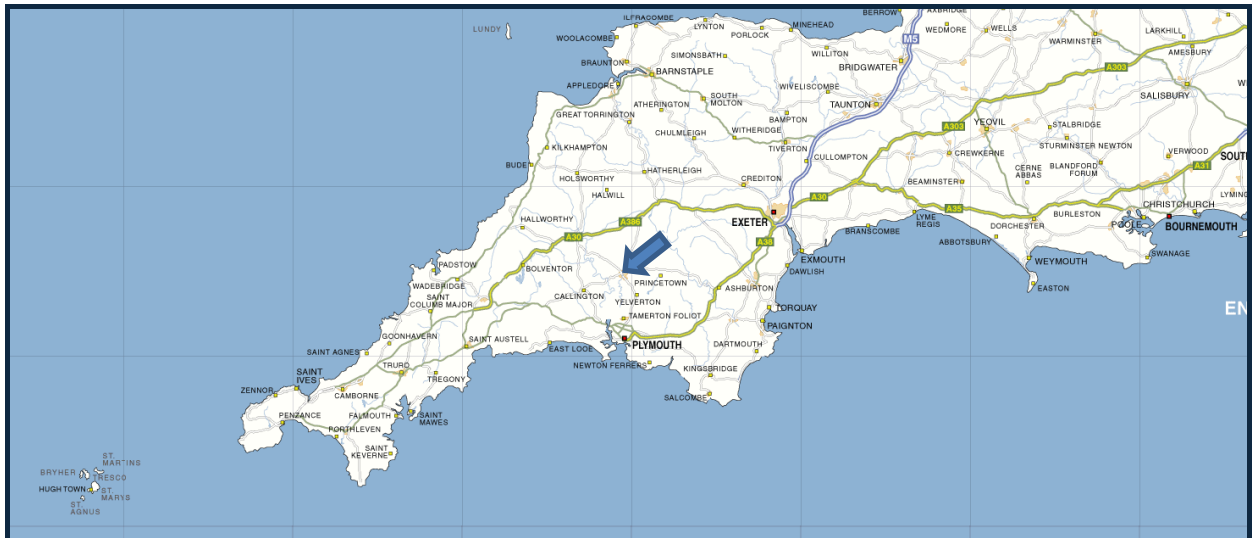 ILFRACOMBE
LYNTON
PORLOCK
MINEHEAD
BERROW
AXBRIDGE
WEDMORE
WELLS
LARKHILL
LUNDY
WOOLACOMBE
M5
WARMINSTER
AMESBURY
BRAUNTON
SIMONSBATH
WILLITON
BRIDGWATER
A303
BARNSTAPLE
APPLEDORE
WIVELISCOMBE
SALISBURY
ATHERINGTON
SOUTH
MOLTON
TAUNTON
GREAT TORRINGTON
BAMPTON
YEOVIL
A303
STALBRIDGE
CHULMLEIGH
WITHERIDGE
KILKHAMPTON
TIVERTON
STURMINSTER NEWTON
CREWKERNE
VERWOOD
SOUT
CULLOMPTON
BUDE
HATHERLEIGH
CERNE
ABBAS
BLANDFORD
FORUM
A31
HOLSWORTHY
CREDITON
BEAMINSTER
HALWILL
A30
LYMING
CHRISTCHURCH
HALLWORTHY
A386
EXETER
LYME
REGIS
A35
BURLESTON
POOLE
DORCHESTER
BOURNEMOUTH
BRANSCOMBE
A30
A38
ABBOTSBURY
EXMOUTH
SWANAGE
WEYMOUTH
PADSTOW
BOLVENTOR
DAWLISH
WADEBRIDGE
PRINCETOWN
ASHBURTON
EASTON
SAINT
COLUMB MAJOR
CALLINGTON
YELVERTON
TORQUAY
EN
TAMERTON FOLIOT
PAIGNTON
GOONHAVERN
SAINT AUSTELL
PLYMOUTH
DARTMOUTH
EAST LOOE
SAINT AGNES
NEWTON FERRERS
TRURO
KINGSBRIDGE
SAINT
IVES
TREGONY
ZENNOR
CAMBORNE
SALCOMBE
PENZANCE
FALMOUTH
SAINT
MAWES
PORTHLEVEN
SAINT
KEVERNE
ST.
MARTINS
BRYHER
TRESCO
HUGH TOWN
ST.
MARYS
ST.
AGNUS